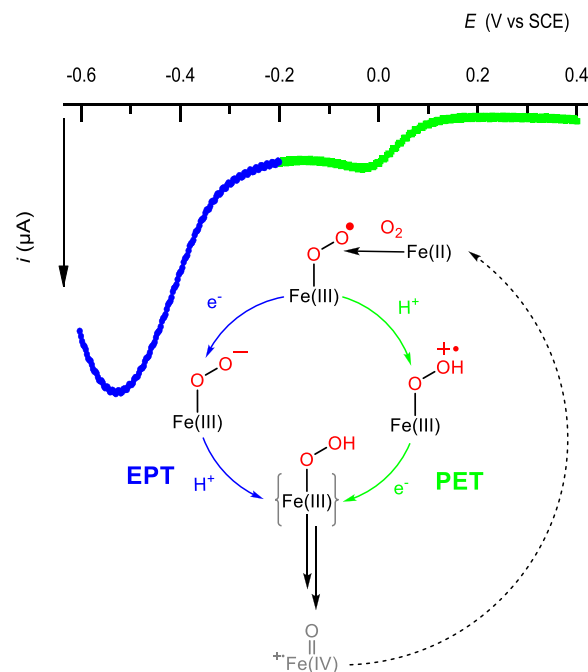 E (V vs SCE)
-0.6 -0.4 -0.2 0.0 0.2 0.4
i (μA)
O• O₂
O Fe(II)
Fe(III)
e⁻ H⁺
O⁻ +•
O OH
O
Fe(III) Fe(III)
OH
O
EPT H⁺ {Fe(III)} e⁻ PET
O
+•Fe(IV)